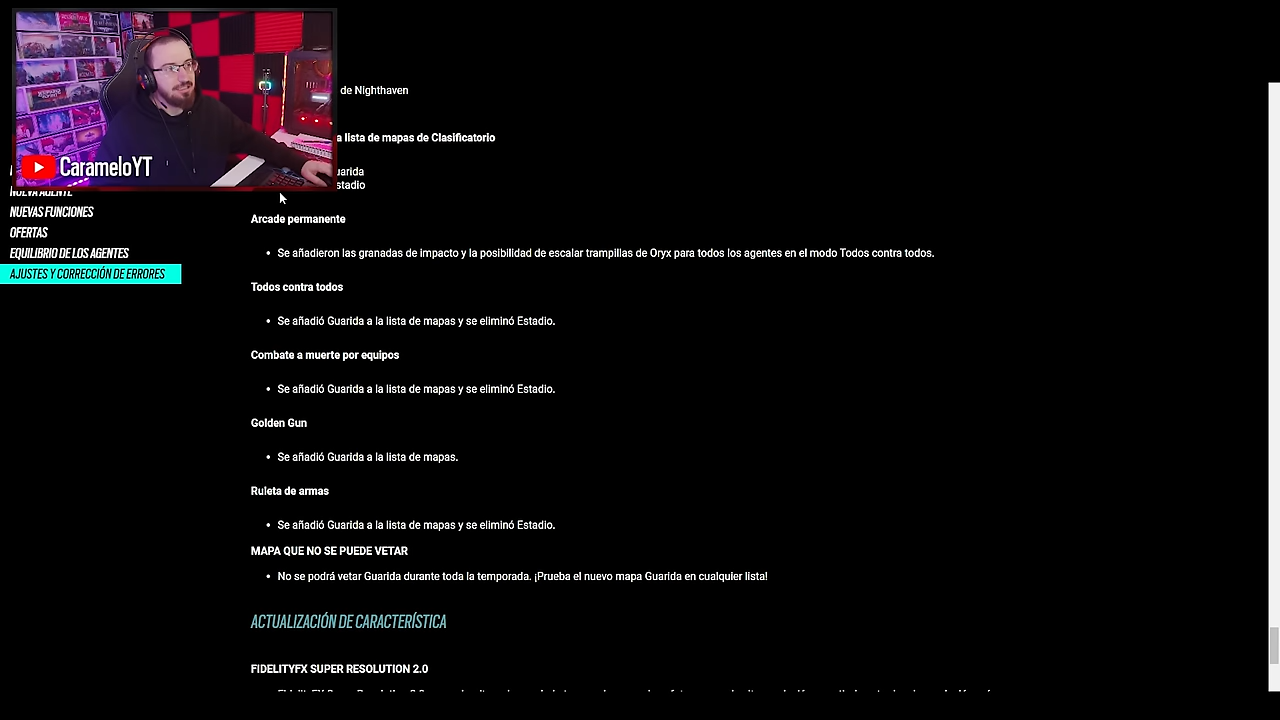 de Nighthaven
a lista de mapas de Clasificatorio
uarida
stadio
CarameloYT
NUEVA AGENTE
NUEVAS FUNCIONES
OFERTAS
EQUILIBRIO DE LOS AGENTES
AJUSTES Y CORRECCIÓN DE ERRORES
Arcade permanente
• Se añadieron las granadas de impacto y la posibilidad de escalar trampillas de Oryx para todos los agentes en el modo Todos contra todos.
Todos contra todos
• Se añadió Guarida a la lista de mapas y se eliminó Estadio.
Combate a muerte por equipos
• Se añadió Guarida a la lista de mapas y se eliminó Estadio.
Golden Gun
• Se añadió Guarida a la lista de mapas.
Ruleta de armas
• Se añadió Guarida a la lista de mapas y se eliminó Estadio.
MAPA QUE NO SE PUEDE VETAR
• No se podrá vetar Guarida durante toda la temporada. ¡Prueba el nuevo mapa Guarida en cualquier lista!
ACTUALIZACIÓN DE CARACTERÍSTICA
FIDELITYFX SUPER RESOLUTION 2.0